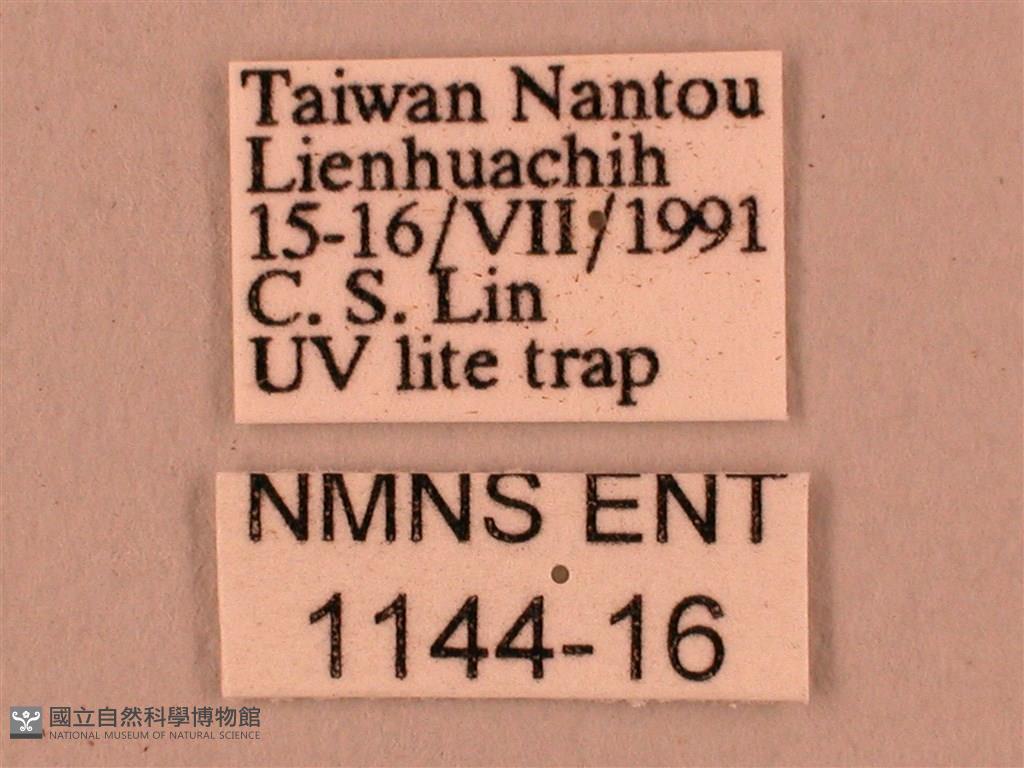 Taiwan Nantou
Lienhuachih
15-16/VII/1991
C. S. Lin
UV lite trap
NMNS ENT
1144-16
國立自然科學博物館
NATIONAL MUSEUM OF NATURAL SCIENCE